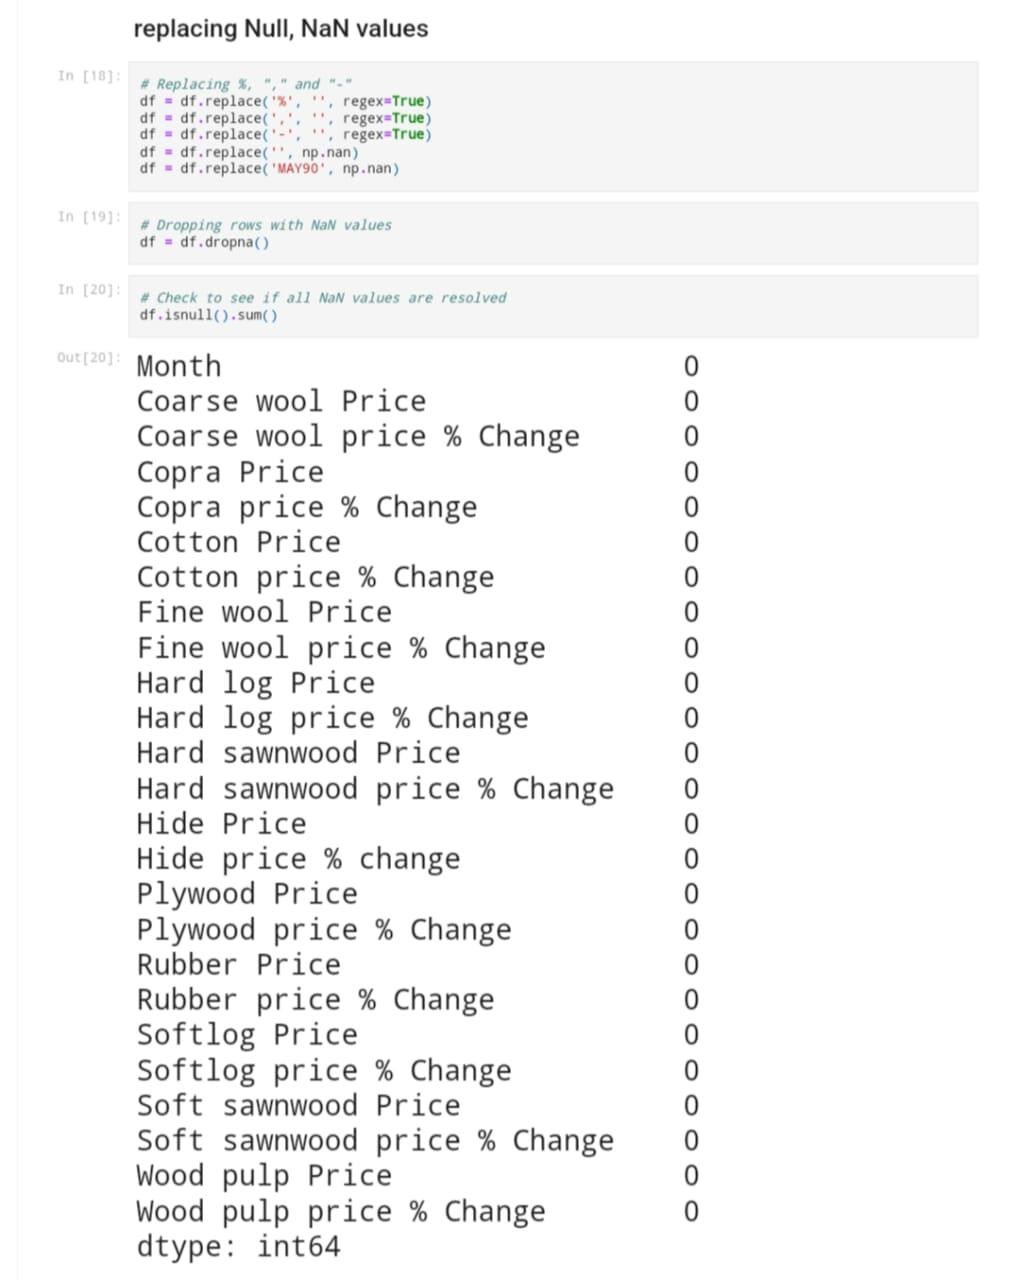 replacing Null, NaN values
In [18]:
# Replacing %, "," and "-"
df = df.replace('%', '', regex=True)
df = df.replace(',', '', regex=True)
df = df.replace('-', '', regex=True)
df = df.replace('', np.nan)
df = df.replace('MAY90', np.nan)
In [19]:
# Dropping rows with NaN values
df = df.dropna()
In [20]:
# Check to see if all NaN values are resolved
df.isnull().sum()
Out[20]:
Month 0
Coarse wool Price 0
Coarse wool price % Change 0
Copra Price 0
Copra price % Change 0
Cotton Price 0
Cotton price % Change 0
Fine wool Price 0
Fine wool price % Change 0
Hard log Price 0
Hard log price % Change 0
Hard sawnwood Price 0
Hard sawnwood price % Change 0
Hide Price 0
Hide price % change 0
Plywood Price 0
Plywood price % Change 0
Rubber Price 0
Rubber price % Change 0
Softlog Price 0
Softlog price % Change 0
Soft sawnwood Price 0
Soft sawnwood price % Change 0
Wood pulp Price 0
Wood pulp price % Change 0
dtype: int64